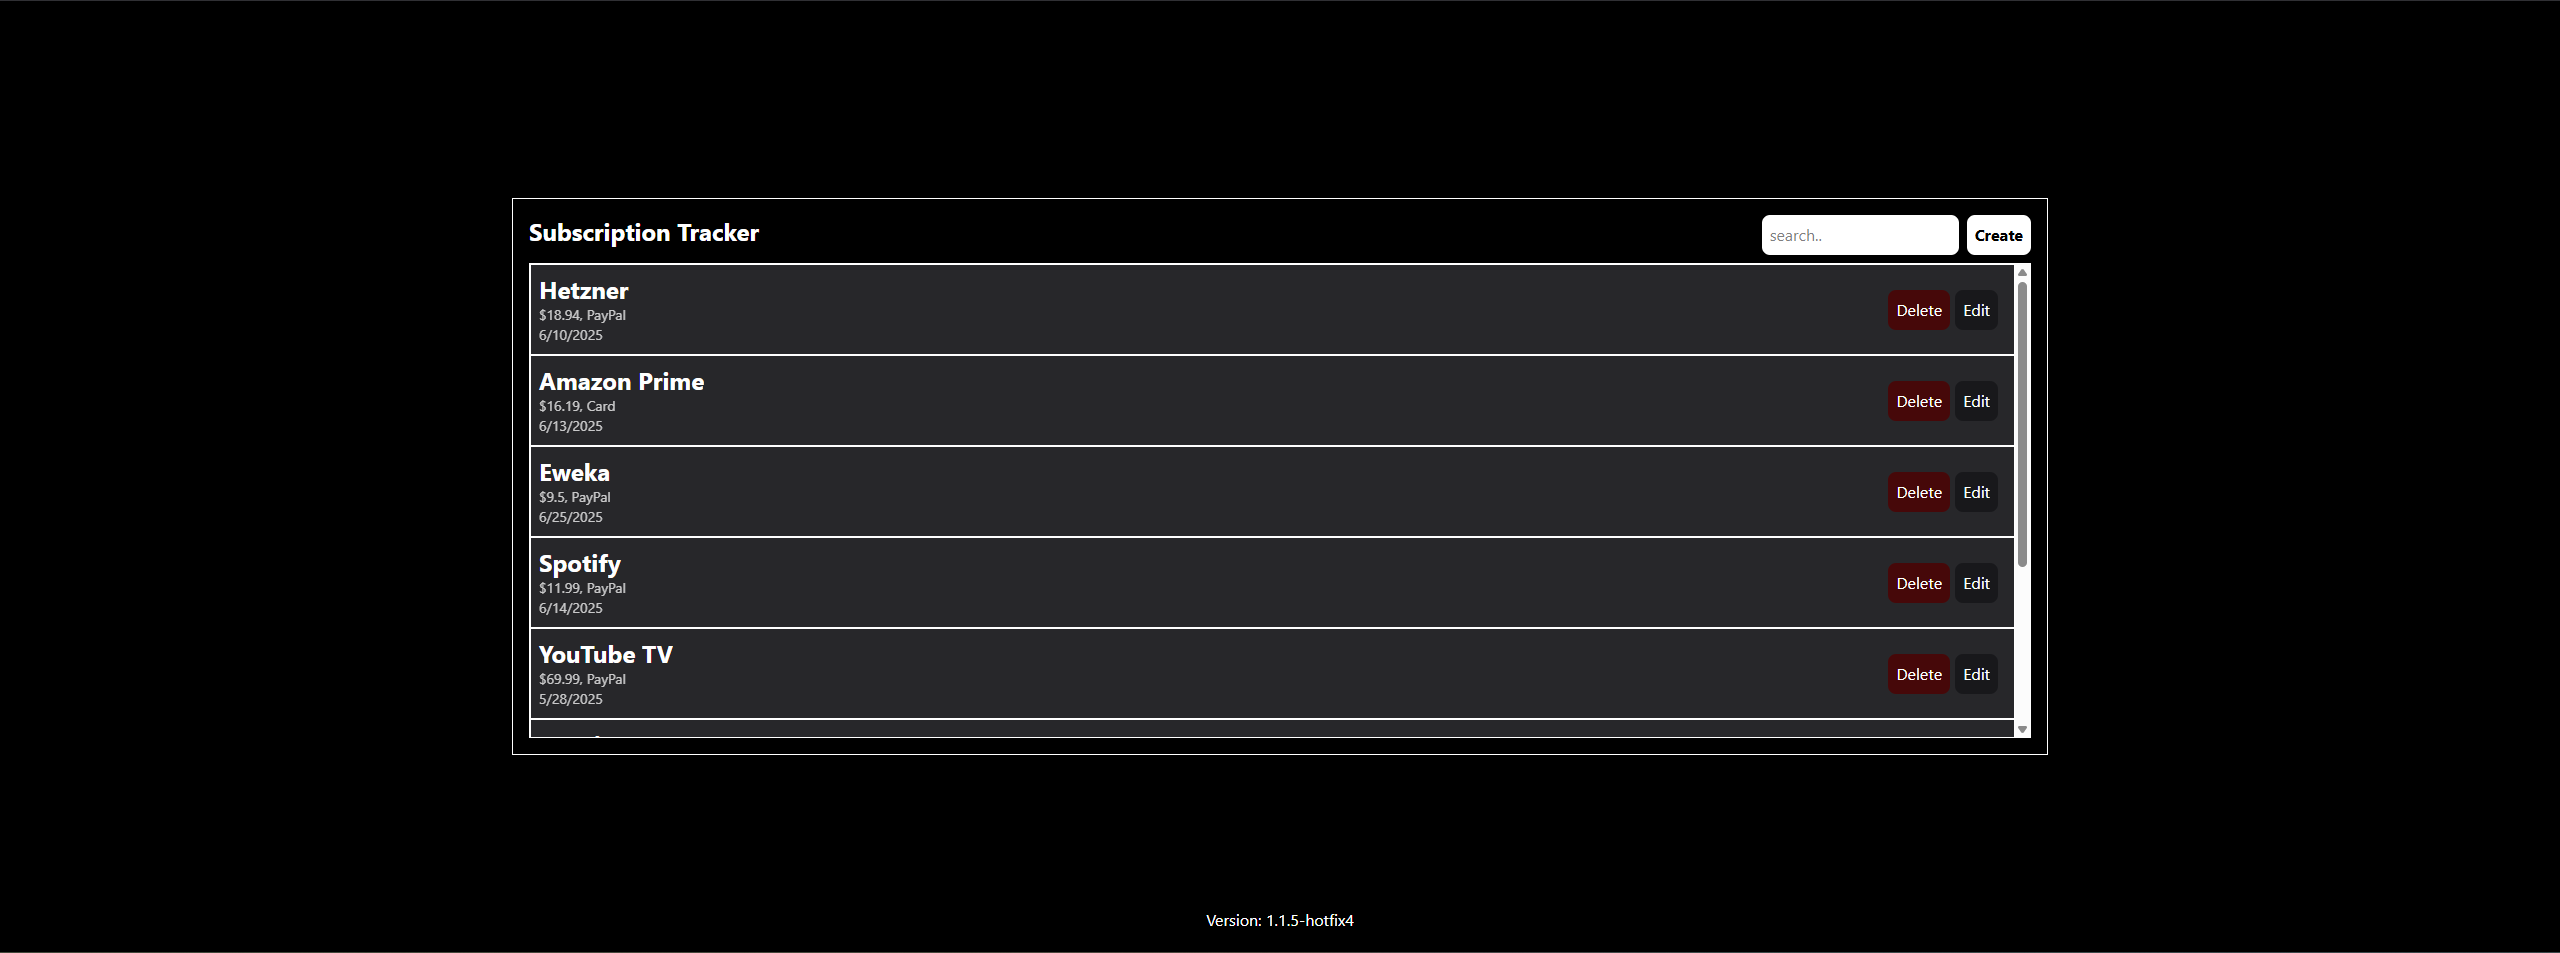 Subscription Tracker
search..
Create
Hetzner
$18.94, PayPal
6/10/2025
Delete
Edit
Amazon Prime
$16.19, Card
6/13/2025
Delete
Edit
Eweka
$9.5, PayPal
6/25/2025
Delete
Edit
Spotify
$11.99, PayPal
6/14/2025
Delete
Edit
YouTube TV
$69.99, PayPal
5/28/2025
Delete
Edit
Version: 1.1.5-hotfix4